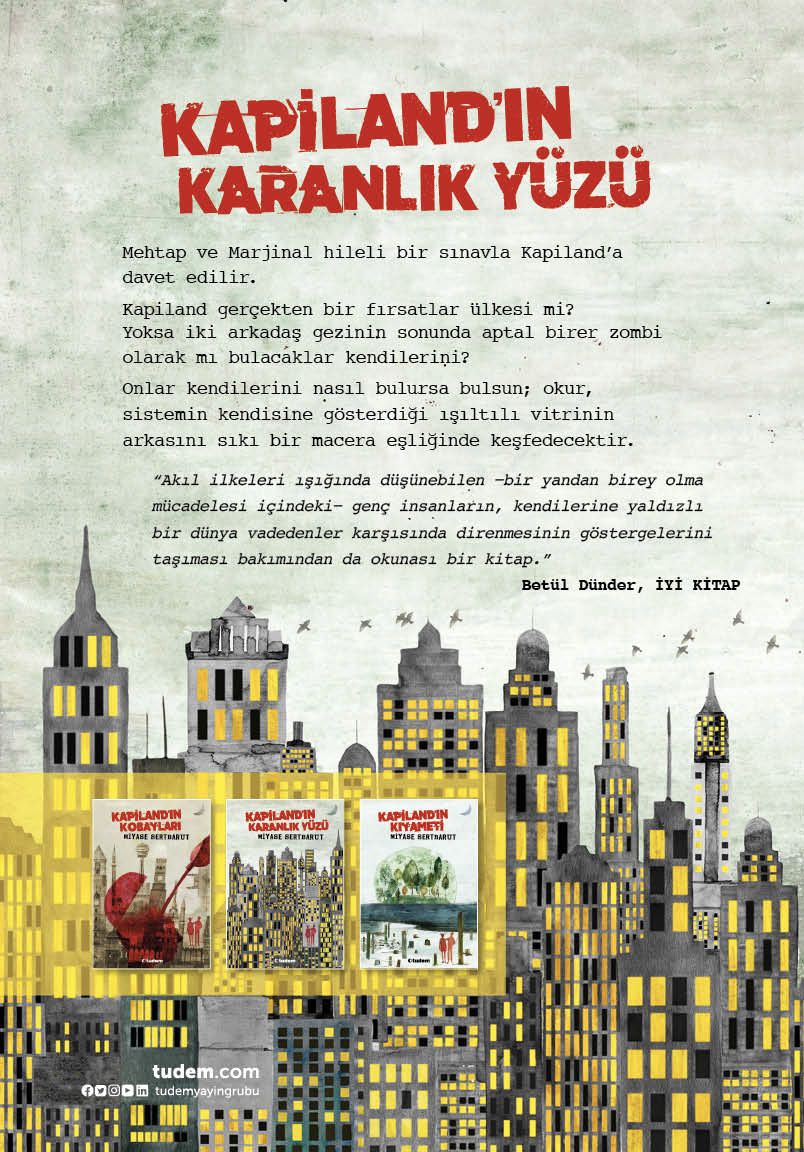 KAPİLAND'IN
KARANLIK YÜZÜ
Mehtap ve Marjinal hileli bir sınavla Kapiland’a
davet edilir.
Kapiland gerçekten bir fırsatlar ülkesi mi?
Yoksa iki arkadaş gezinin sonunda aptal birer zombi
olarak mı bulacaklar kendilerini?
Onlar kendilerini nasıl bulursa bulsun; okur,
sistemin kendisine gösterdiği ışıltılı vitrinin
arkasını sıkı bir macera eşliğinde keşfedecektir.
“Akıl ilkeleri ışığında düşünebilen –bir yandan birey olma
mücadelesi içindeki– genç insanların, kendilerine yaldızlı
bir dünya vadedenler karşısında direnmesinin göstergelerini
taşıması bakımından da okunası bir kitap.”
Betül Dünder, İYİ KİTAP
KAPİLAND'IN
KOBAYLARI
MİYASE SERTBARUT
tudem
KAPİLAND'IN
KARANLIK YÜZÜ
MİYASE SERTBARUT
tudem
KAPİLAND'IN
KIYAMETİ
MİYASE SERTBARUT
tudem
tudem.com
tudemyayingrubu